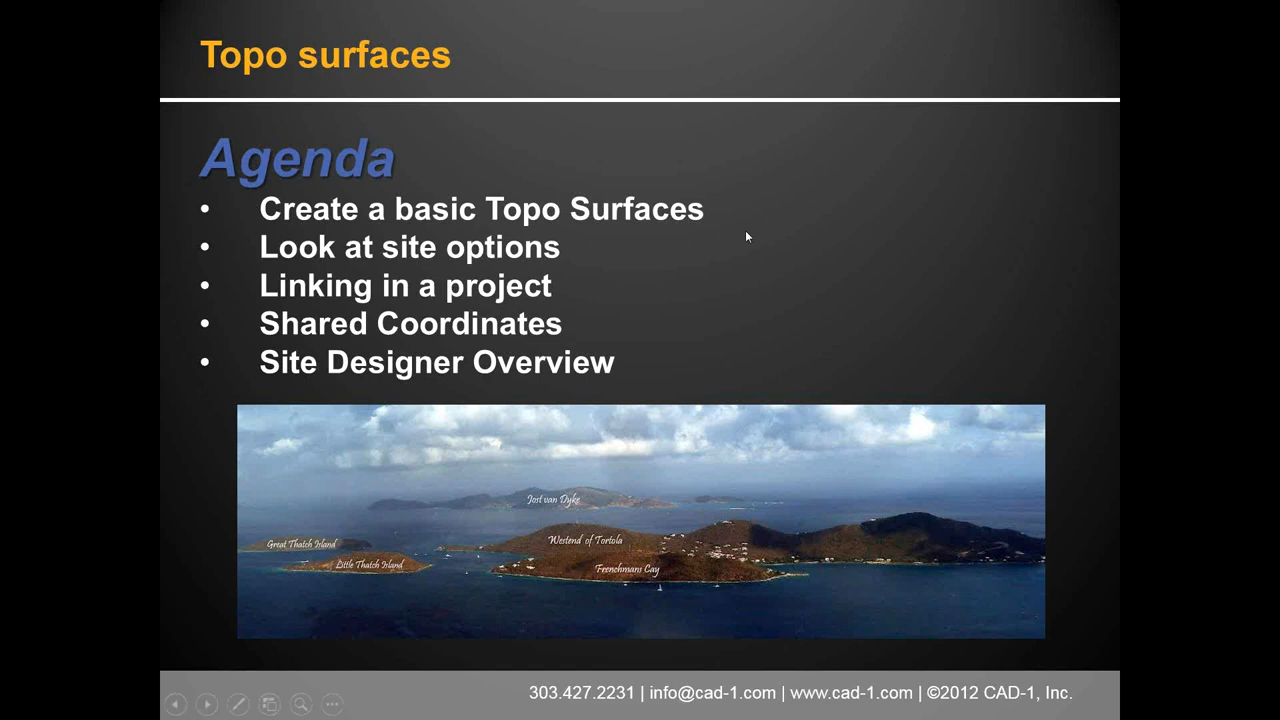 Topo surfaces
Agenda
• Create a basic Topo Surfaces
• Look at site options
• Linking in a project
• Shared Coordinates
• Site Designer Overview
Jost van Dyke
Great Thatch Island
Westend of Tortola
Little Thatch Island
Frenchmans Cay
303.427.2231 | info@cad-1.com | www.cad-1.com | ©2012 CAD-1, Inc.